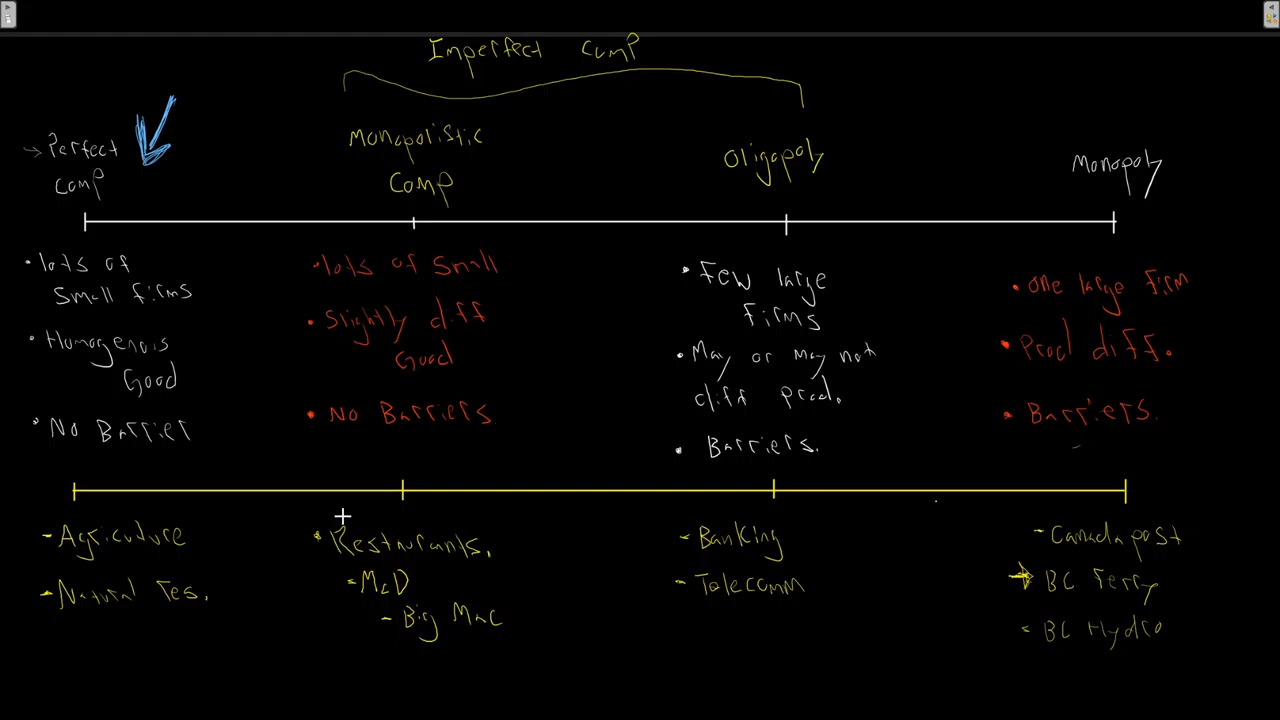 Imperfect Comp
→ Perfect
Comp
Monopolistic
Comp
Oligopoly
Monopoly
• lots of
Small firms
• Homogenois
Good
• No Barrier
• lots of Small
• Slightly diff
Good
• No Barriers.
• Few large
Firms
• May or may not
diff prod.
• Barriers.
• One large firm
• Prod diff.
• Barriers.
- Agriculture
- Natural res.
• Restaurants.
- McD
- Big Mac
- Banking
- Telecomm
- Canada post
→ BC Ferry
- BC Hydro